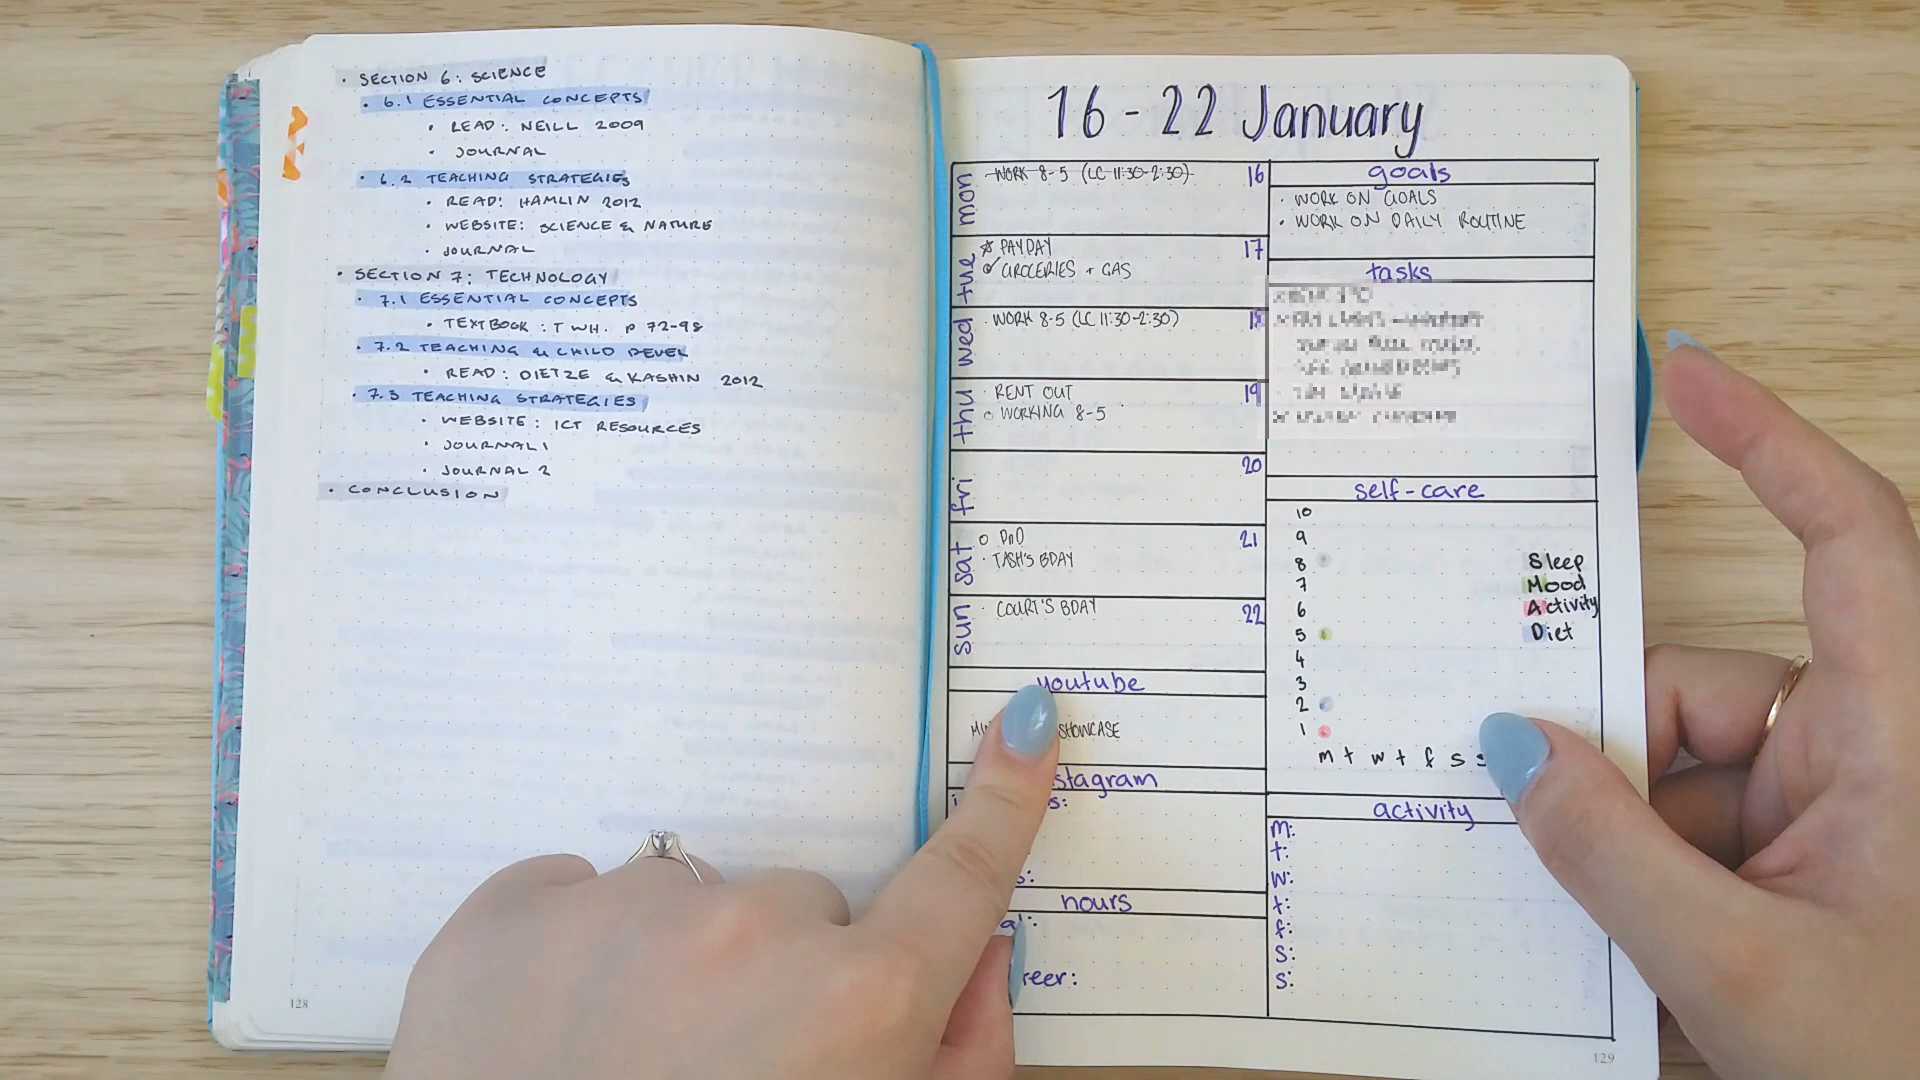 · SECTION 6: SCIENCE
· 6.1 ESSENTIAL CONCEPTS
· READ: NEILL 2009
· JOURNAL
· 6.2 TEACHING STRATEGIES
· READ: HAMLIN 2012
· WEBSITE: SCIENCE & NATURE
· JOURNAL
· SECTION 7: TECHNOLOGY
· 7.1 ESSENTIAL CONCEPTS
· TEXTBOOK: TWH. P 72-98
· 7.2 TEACHING & CHILD DEVEL
· READ: DIETZE & KASHIN 2012
· 7.3 TEACHING STRATEGIES
· WEBSITE: ICT RESOURCES
· JOURNAL 1
· JOURNAL 2
· CONCLUSION
128
16-22 January
mon
WORK 8-5 (LC 11:30-2:30)
16
tue
PAYDAY
17
GROCERIES + GAS
wed
· WORK 8-5 (LC 11:30-2:30)
18
thu
· RENT OUT
19
○ WORKING 8-5
fri
20
sat
○ DnD
21
· TASH'S BDAY
sun
· COURT'S BDAY
22
youtube
SHOWCASE
stagram
s:
s:
hours
al:
reer:
goals
· WORK ON GOALS
· WORK ON DAILY ROUTINE
tasks
self-care
10
9
8
7
6
5
4
3
2
1
m t w t f s s
Sleep
Mood
Activity
Diet
activity
M:
t:
W:
t:
f:
S:
S:
129